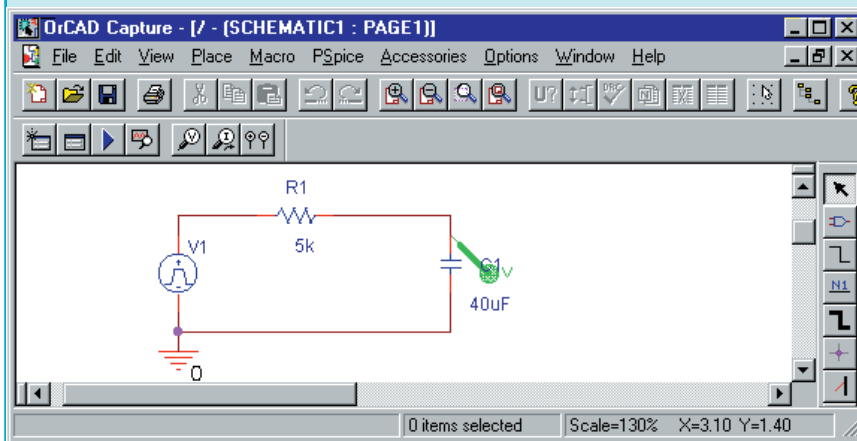 OrCAD Capture - [/ - (SCHEMATIC1 : PAGE1)]
File Edit View Place Macro PSpice Accessories Options Window Help
U?
V I
R1
5k
V1
C1
V
40uF
0
N1
0 items selected Scale=130% X=3.10 Y=1.40